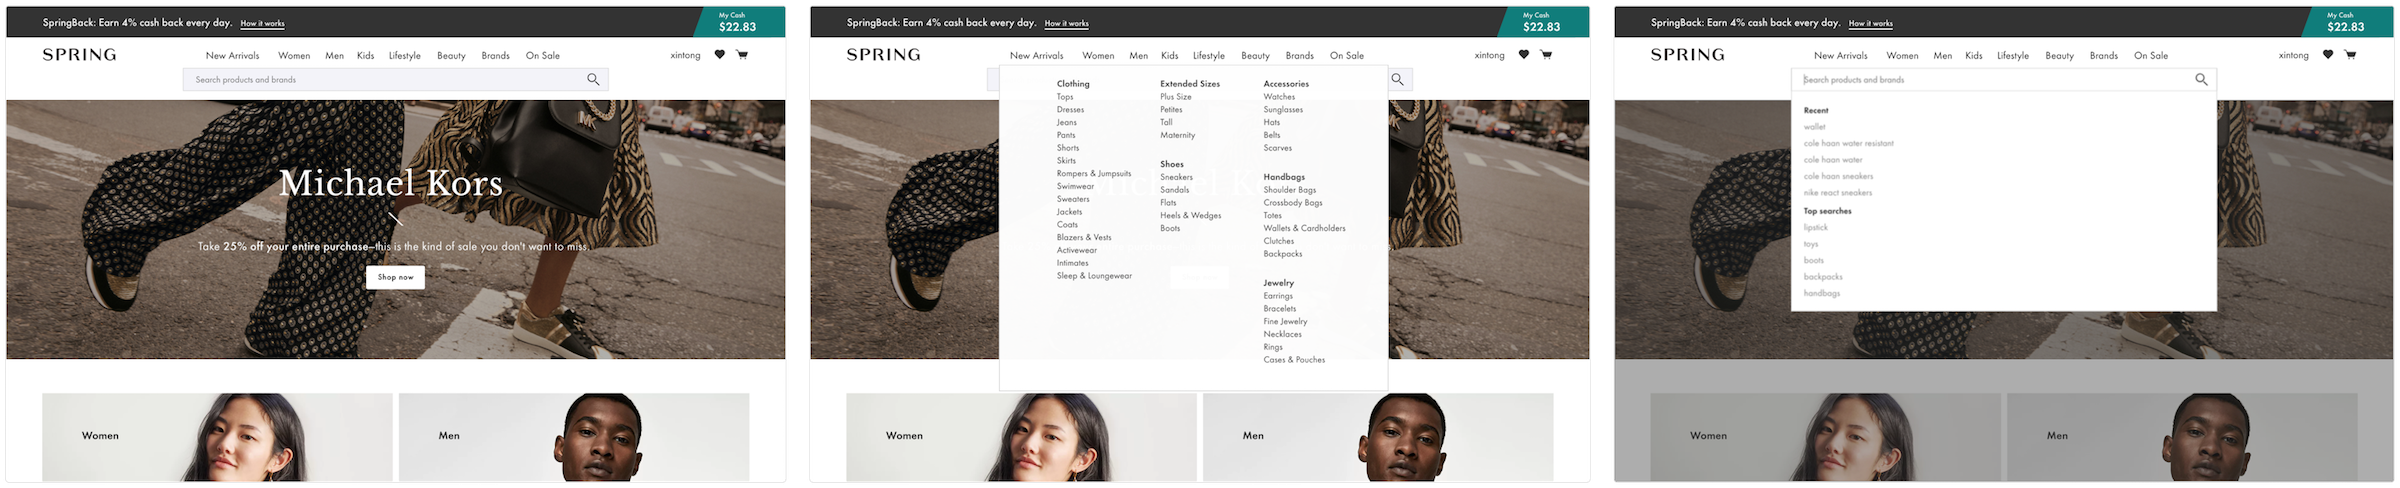 SpringBack: Earn 4% cash back every day. How it works
My Cash
$22.83
SPRING
New Arrivals Women Men Kids Lifestyle Beauty Brands On Sale
xintong
Search products and brands
Michael Kors
Take 25% off your entire purchase—this is the kind of sale you don't want to miss.
Shop now
Women
Men
SpringBack: Earn 4% cash back every day. How it works
My Cash
$22.83
SPRING
New Arrivals Women Men Kids Lifestyle Beauty Brands On Sale
xintong
Clothing
Tops
Dresses
Jeans
Pants
Shorts
Skirts
Rompers & Jumpsuits
Swimwear
Sweaters
Jackets
Coats
Blazers & Vests
Activewear
Intimates
Sleep & Loungewear
Extended Sizes
Plus Size
Petites
Tall
Maternity
Shoes
Sneakers
Sandals
Flats
Heels & Wedges
Boots
Accessories
Watches
Sunglasses
Hats
Belts
Scarves
Handbags
Shoulder Bags
Crossbody Bags
Totes
Wallets & Cardholders
Clutches
Backpacks
Jewelry
Earrings
Bracelets
Fine Jewelry
Necklaces
Rings
Cases & Pouches
Women
Men
SpringBack: Earn 4% cash back every day. How it works
My Cash
$22.83
SPRING
New Arrivals Women Men Kids Lifestyle Beauty Brands On Sale
xintong
Search products and brands
Recent
wallet
cole haan water resistant
cole haan water
cole haan sneakers
nike react sneakers
Top searches
lipstick
toys
boots
backpacks
handbags
Women
Men